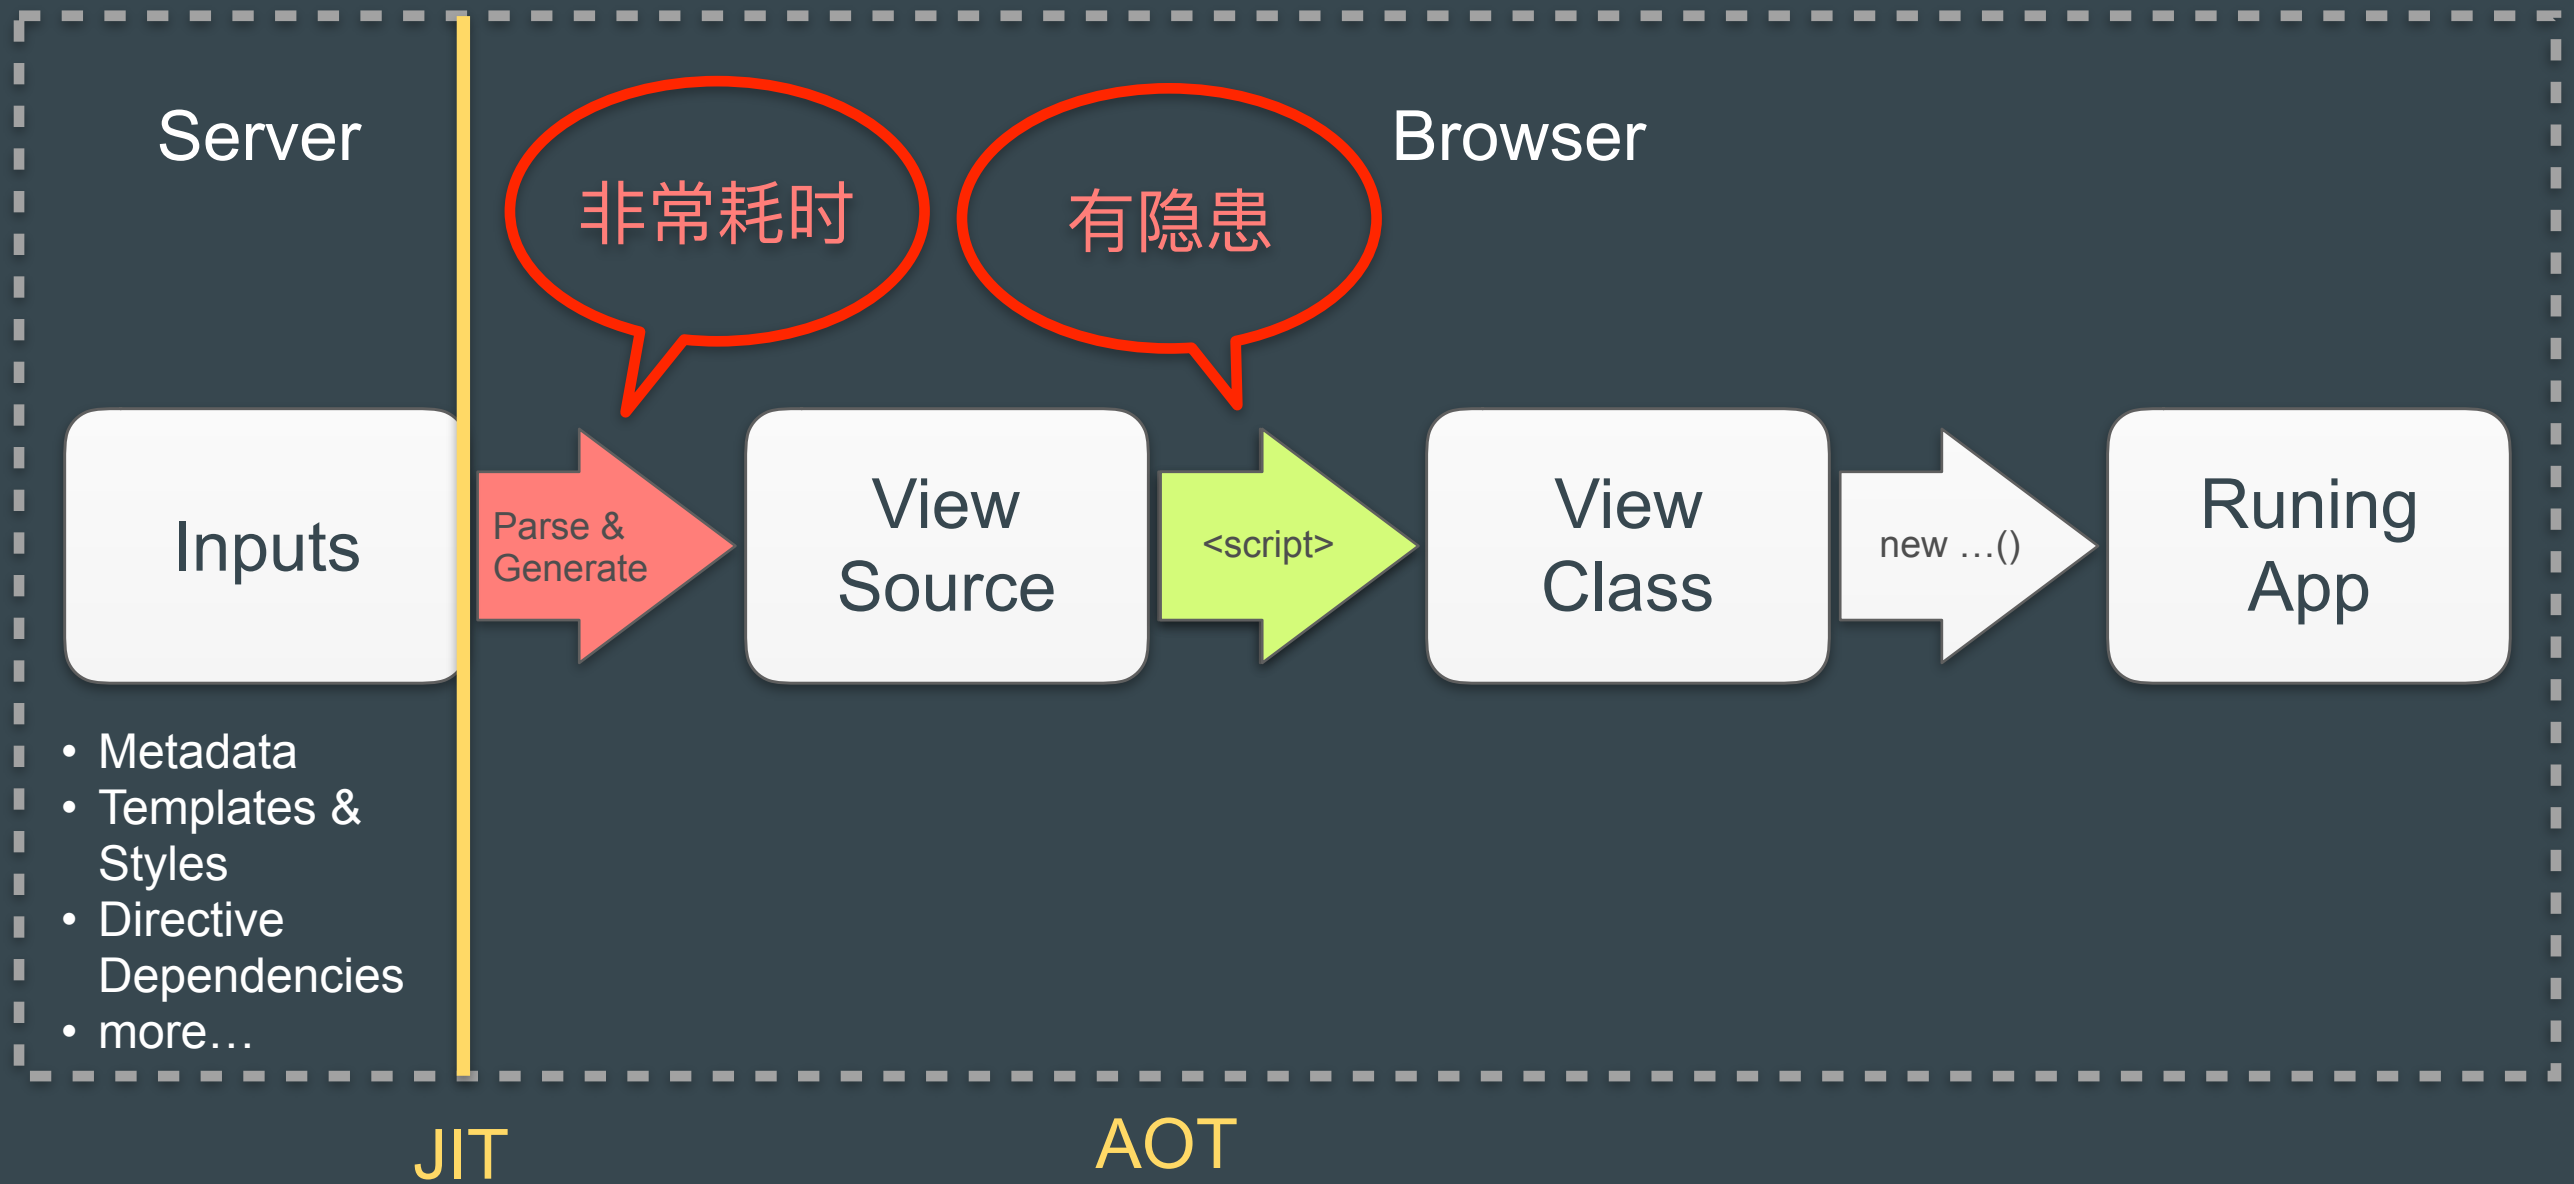 Server
Browser
非常耗时
有隐患
Inputs
Parse &
Generate
View
Source
<script>
View
Class
new …()
Runing
App
• Metadata
• Templates &
Styles
• Directive
Dependencies
• more…
JIT
AOT